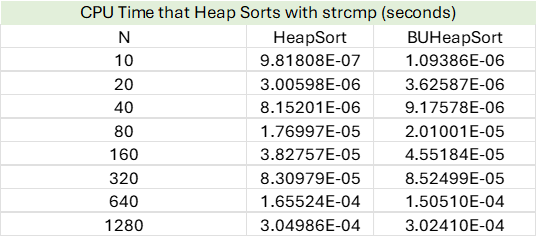 CPU Time that Heap Sorts with strcmp (seconds)
N HeapSort BUHeapSort
10 9.81808E-07 1.09386E-06
20 3.00598E-06 3.62587E-06
40 8.15201E-06 9.17578E-06
80 1.76997E-05 2.01001E-05
160 3.82757E-05 4.55184E-05
320 8.30979E-05 8.52499E-05
640 1.65524E-04 1.50510E-04
1280 3.04986E-04 3.02410E-04